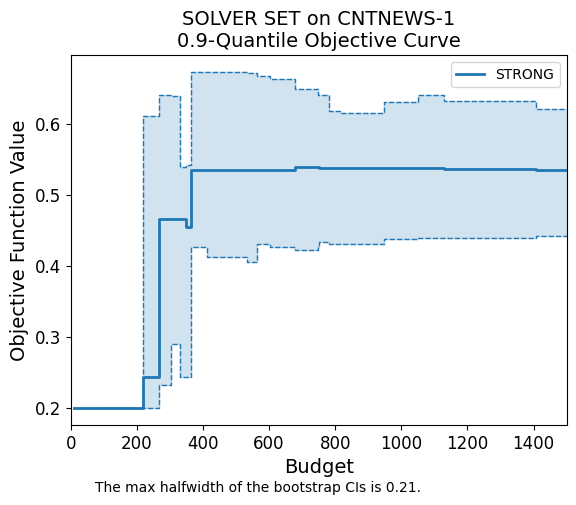 SOLVER SET on CNTNEWS-1
0.9-Quantile Objective Curve
STRONG
Objective Function Value
0.6
0.5
0.4
0.3
0.2
0 200 400 600 800 1000 1200 1400
Budget
The max halfwidth of the bootstrap CIs is 0.21.